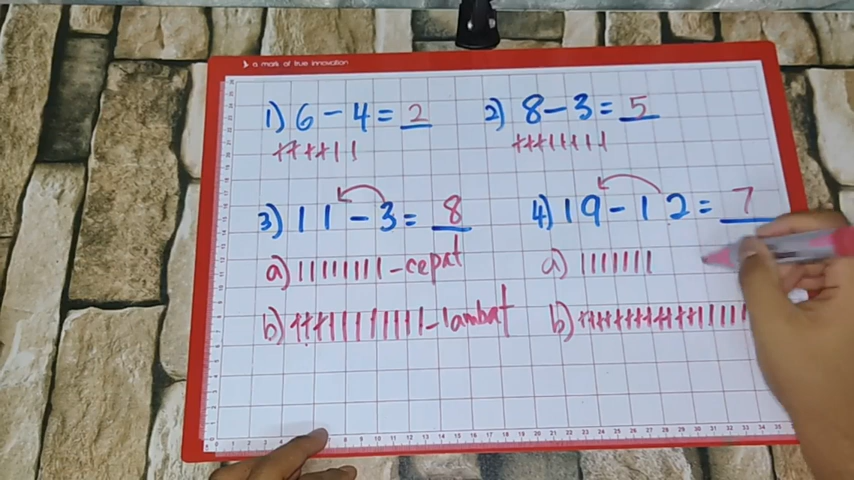 a mark of true innovation
1) 6 - 4 = 2 2) 8 - 3 = 5
3) 11 - 3 = 8 4) 19 - 12 = 7
a) |||||||| - cepat a) |||||||
b) ||||||||||| - lambat b) |||||||||||||||||